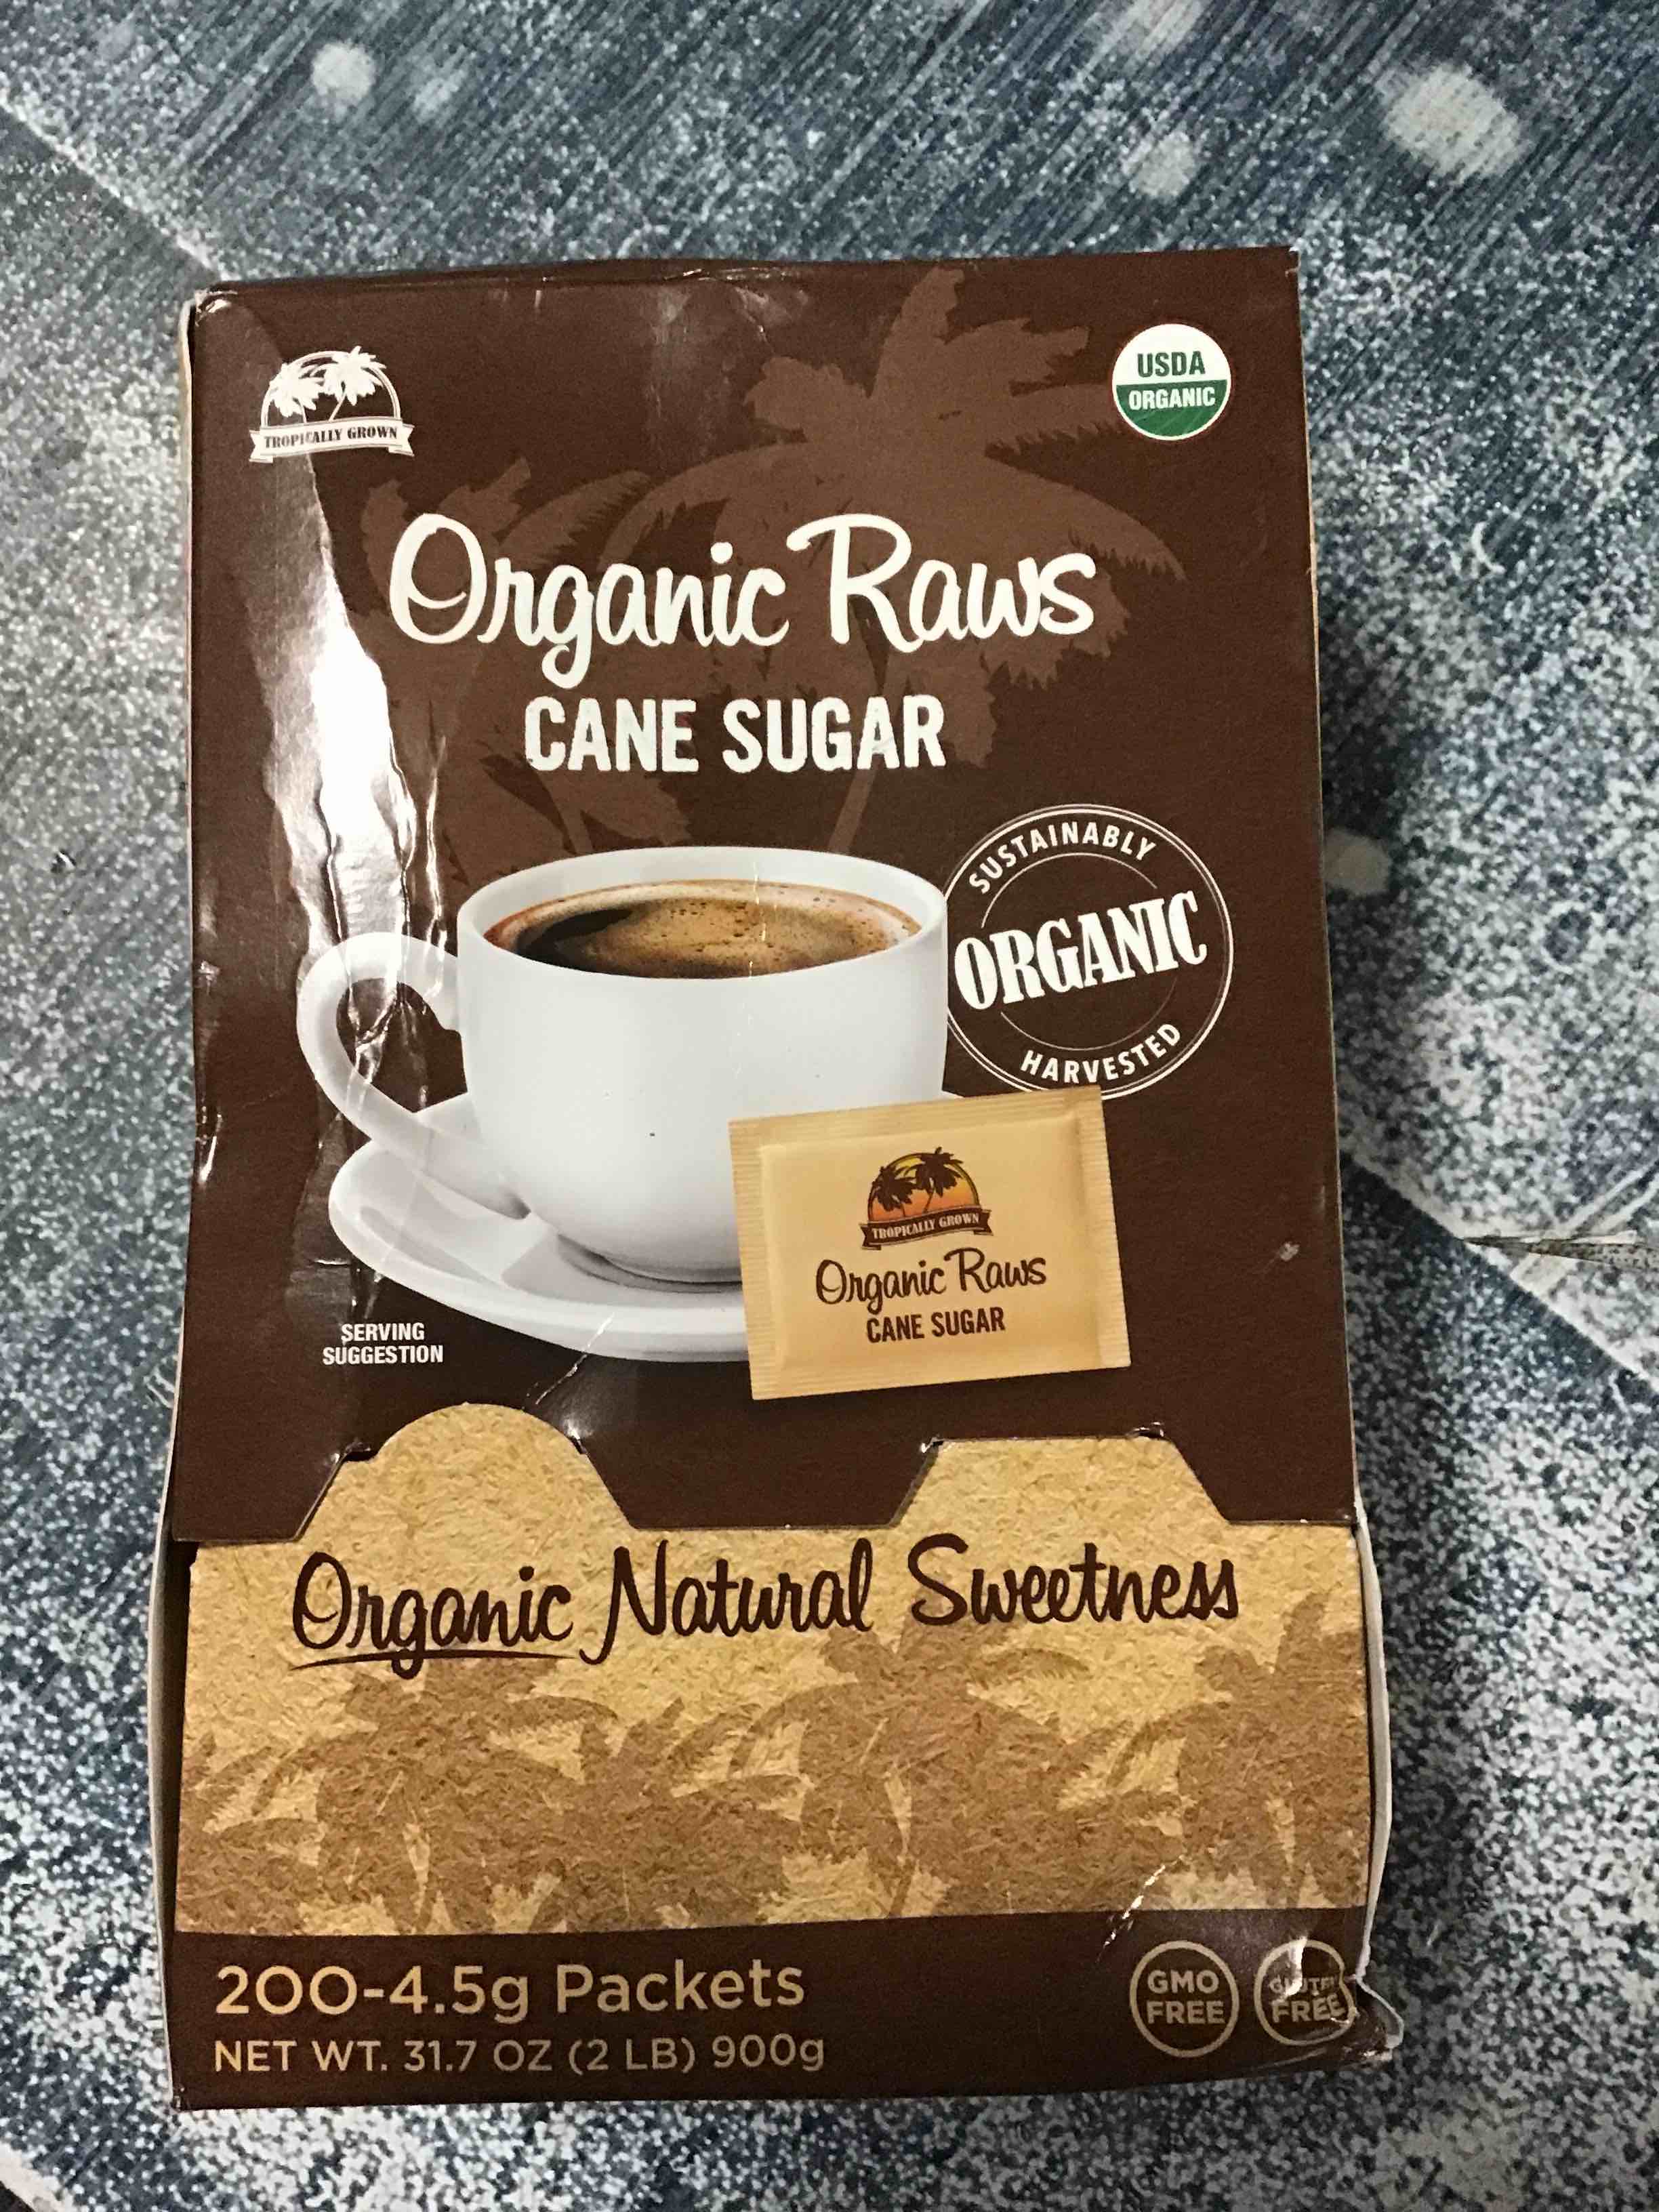 TROPICALLY GROWN
USDA
ORGANIC
Organic Raws
CANE SUGAR
SUSTAINABLY
ORGANIC
HARVESTED
TROPICALLY GROWN
Organic Raws
CANE SUGAR
SERVING
SUGGESTION
Organic Natural Sweetness
200-4.5g Packets
NET WT. 31.7 OZ (2 LB) 900g
GMO
FREE
FREE